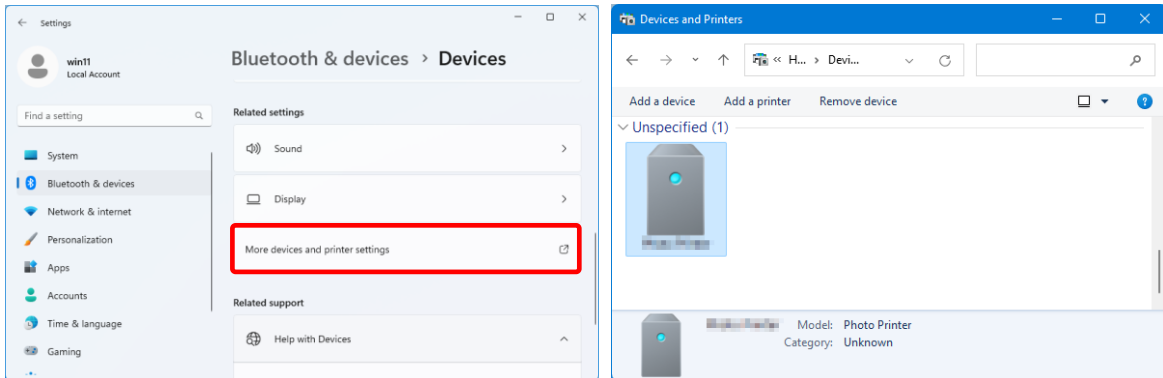 Settings
win11
Local Account
Find a setting
System
Bluetooth & devices
Network & internet
Personalization
Apps
Accounts
Time & language
Gaming
Bluetooth & devices > Devices
Related settings
Sound
Display
More devices and printer settings
Related support
Help with Devices
Devices and Printers
« H... > Devi...
Add a device Add a printer Remove device
Unspecified (1)
Model: Photo Printer
Category: Unknown